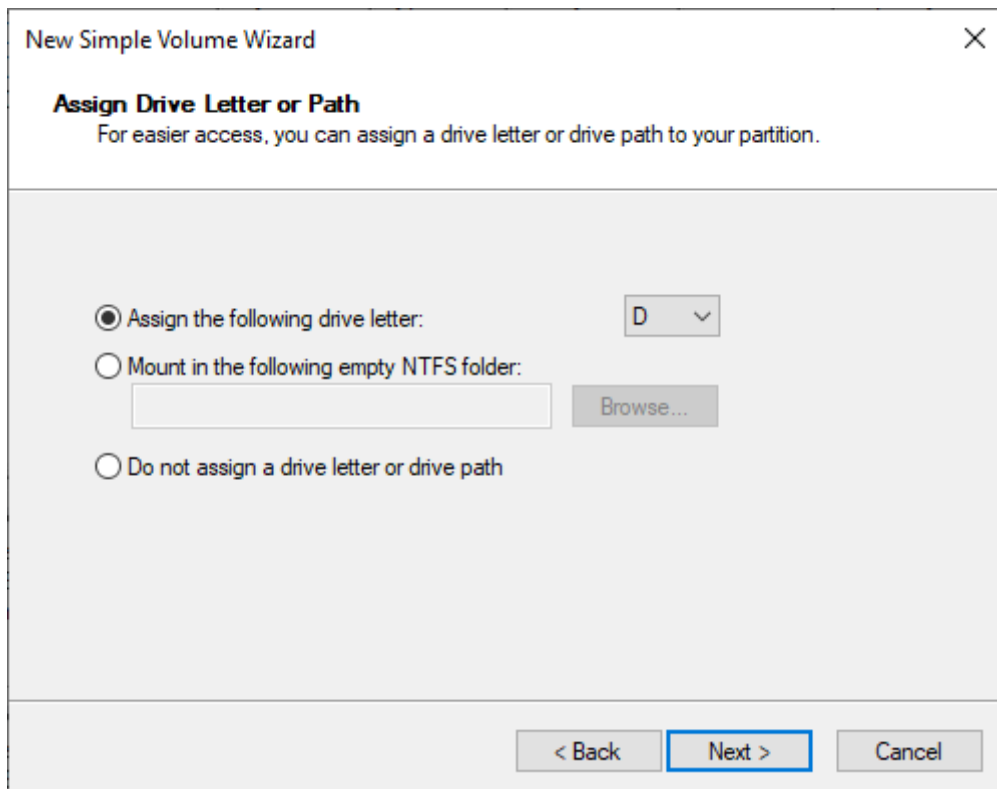 New Simple Volume Wizard
Assign Drive Letter or Path
For easier access, you can assign a drive letter or drive path to your partition.
Assign the following drive letter: D
Mount in the following empty NTFS folder:
Browse...
Do not assign a drive letter or drive path
< Back Next > Cancel